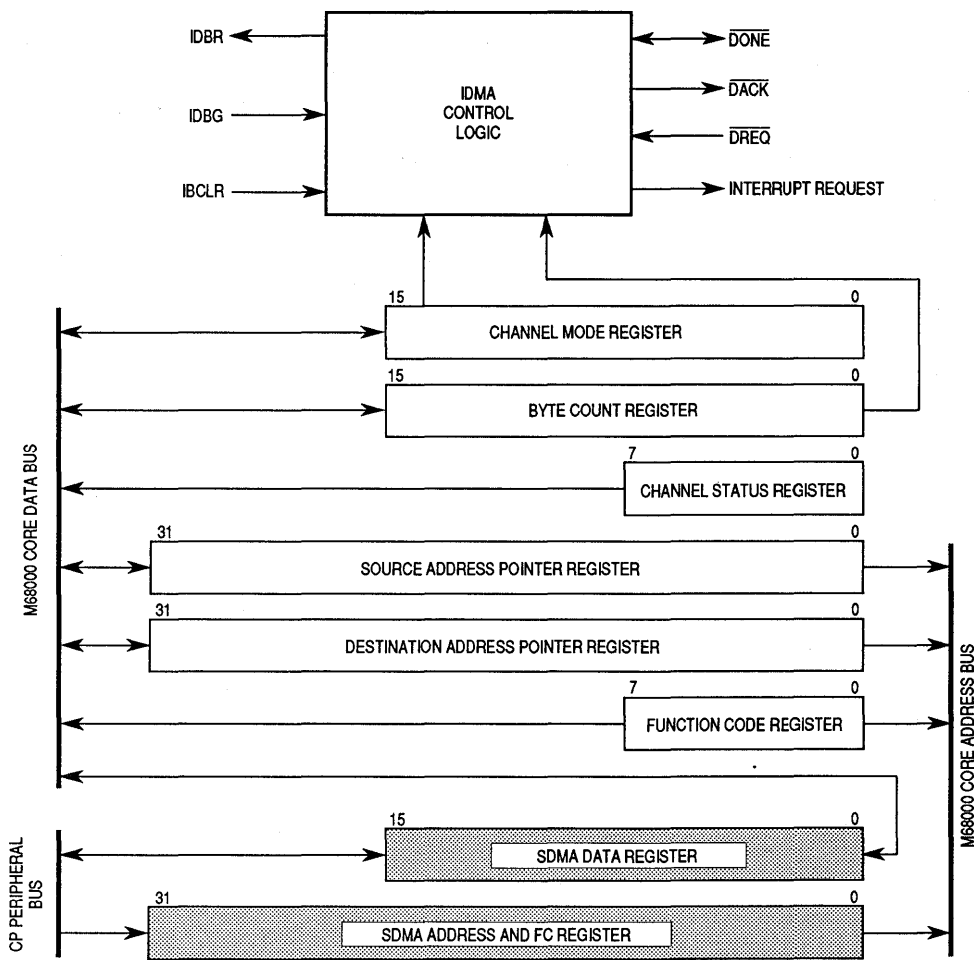 IDBR
IDBG
IBCLR
IDMA
CONTROL
LOGIC
DONE
DACK
DREQ
INTERRUPT REQUEST
15 0
CHANNEL MODE REGISTER
15 0
BYTE COUNT REGISTER
7 0
CHANNEL STATUS REGISTER
31 0
SOURCE ADDRESS POINTER REGISTER
31 0
DESTINATION ADDRESS POINTER REGISTER
7 0
FUNCTION CODE REGISTER
15 0
SDMA DATA REGISTER
31 0
SDMA ADDRESS AND FC REGISTER
M68000 CORE DATA BUS
CP PERIPHERAL
BUS
M68000 CORE ADDRESS BUS